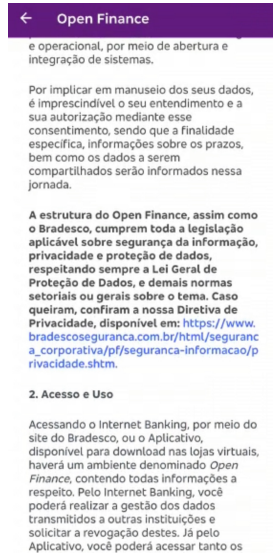 ← Open Finance
e operacional, por meio de abertura e
integração de sistemas.
Por implicar em manuseio dos seus dados,
é imprescindível o seu entendimento e a
sua autorização mediante esse
consentimento, sendo que a finalidade
específica, informações sobre os prazos,
bem como os dados a serem
compartilhados serão informados nessa
jornada.
A estrutura do Open Finance, assim como
o Bradesco, cumprem toda a legislação
aplicável sobre segurança da informação,
privacidade e proteção de dados,
respeitando sempre a Lei Geral de
Proteção de Dados, e demais normas
setoriais ou gerais sobre o tema. Caso
queiram, confiram a nossa Diretiva de
Privacidade, disponível em: https://www.
bradescoseguranca.com.br/html/seguranc
a_corporativa/pf/seguranca-informacao/p
rivacidade.shtm.
2. Acesso e Uso
Acessando o Internet Banking, por meio do
site do Bradesco, ou o Aplicativo,
disponível para download nas lojas virtuais,
haverá um ambiente denominado Open
Finance, contendo todas informações a
respeito. Pelo Internet Banking, você
poderá realizar a gestão dos dados
transmitidos a outras instituições e
solicitar a revogação destes. Já pelo
Aplicativo, você poderá acessar tanto os